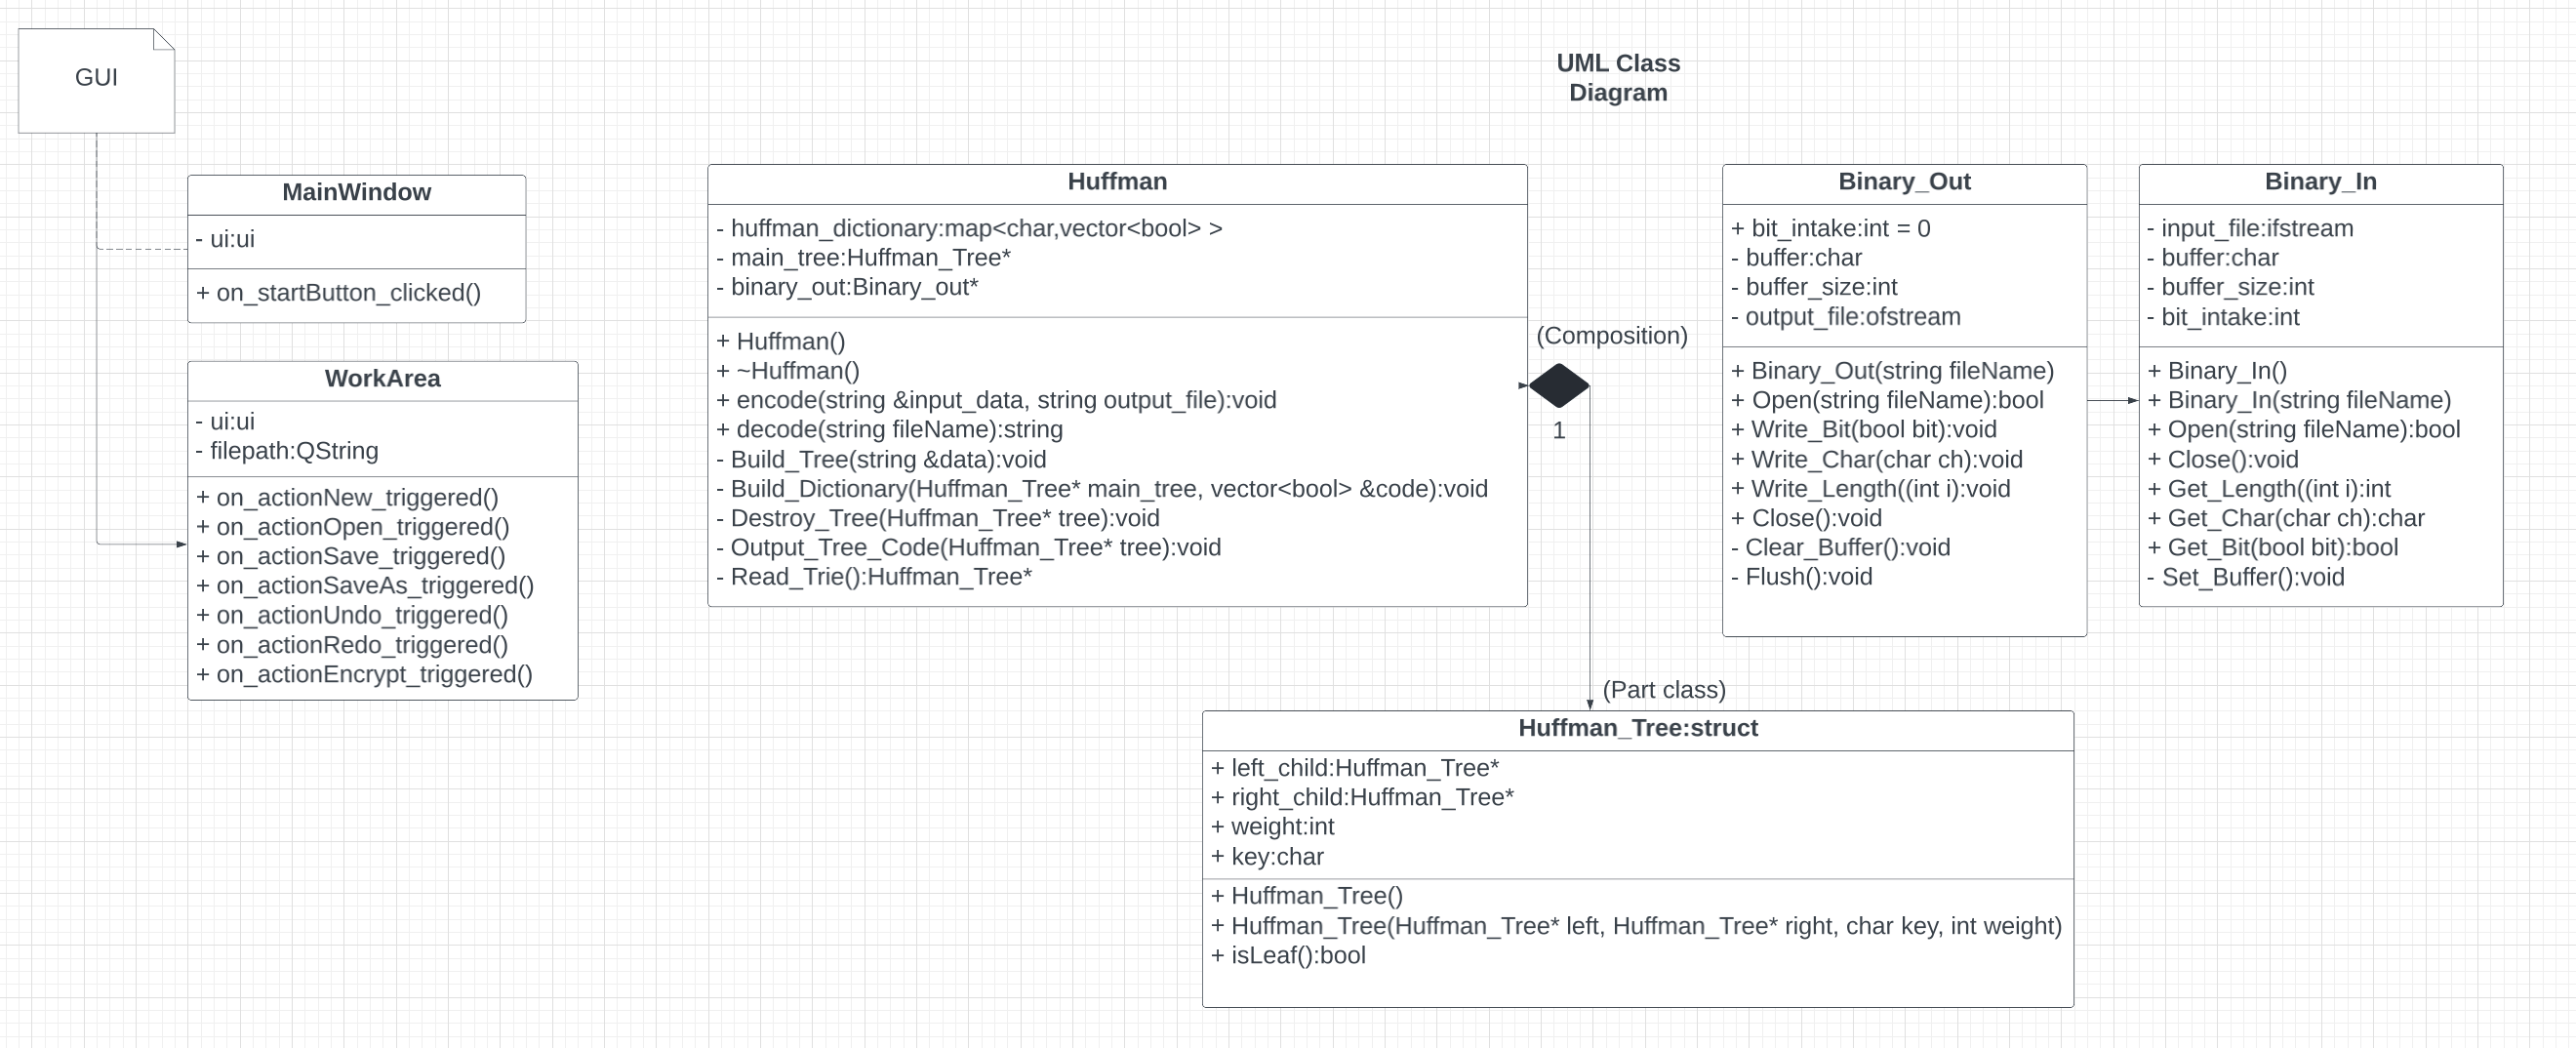 GUI
UML Class
Diagram
MainWindow
- ui:ui
+ on_startButton_clicked()
WorkArea
- ui:ui
- filepath:QString
+ on_actionNew_triggered()
+ on_actionOpen_triggered()
+ on_actionSave_triggered()
+ on_actionSaveAs_triggered()
+ on_actionUndo_triggered()
+ on_actionRedo_triggered()
+ on_actionEncrypt_triggered()
Huffman
- huffman_dictionary:map<char,vector<bool> >
- main_tree:Huffman_Tree*
- binary_out:Binary_out*
+ Huffman()
+ ~Huffman()
+ encode(string &input_data, string output_file):void
+ decode(string fileName):string
- Build_Tree(string &data):void
- Build_Dictionary(Huffman_Tree* main_tree, vector<bool> &code):void
- Destroy_Tree(Huffman_Tree* tree):void
- Output_Tree_Code(Huffman_Tree* tree):void
- Read_Trie():Huffman_Tree*
(Composition)
1
Binary_Out
+ bit_intake:int = 0
- buffer:char
- buffer_size:int
- output_file:ofstream
+ Binary_Out(string fileName)
+ Open(string fileName):bool
+ Write_Bit(bool bit):void
+ Write_Char(char ch):void
+ Write_Length((int i):void
+ Close():void
- Clear_Buffer():void
- Flush():void
Binary_In
- input_file:ifstream
- buffer:char
- buffer_size:int
- bit_intake:int
+ Binary_In()
+ Binary_In(string fileName)
+ Open(string fileName):bool
+ Close():void
+ Get_Length((int i):int
+ Get_Char(char ch):char
+ Get_Bit(bool bit):bool
- Set_Buffer():void
(Part class)
Huffman_Tree:struct
+ left_child:Huffman_Tree*
+ right_child:Huffman_Tree*
+ weight:int
+ key:char
+ Huffman_Tree()
+ Huffman_Tree(Huffman_Tree* left, Huffman_Tree* right, char key, int weight)
+ isLeaf():bool